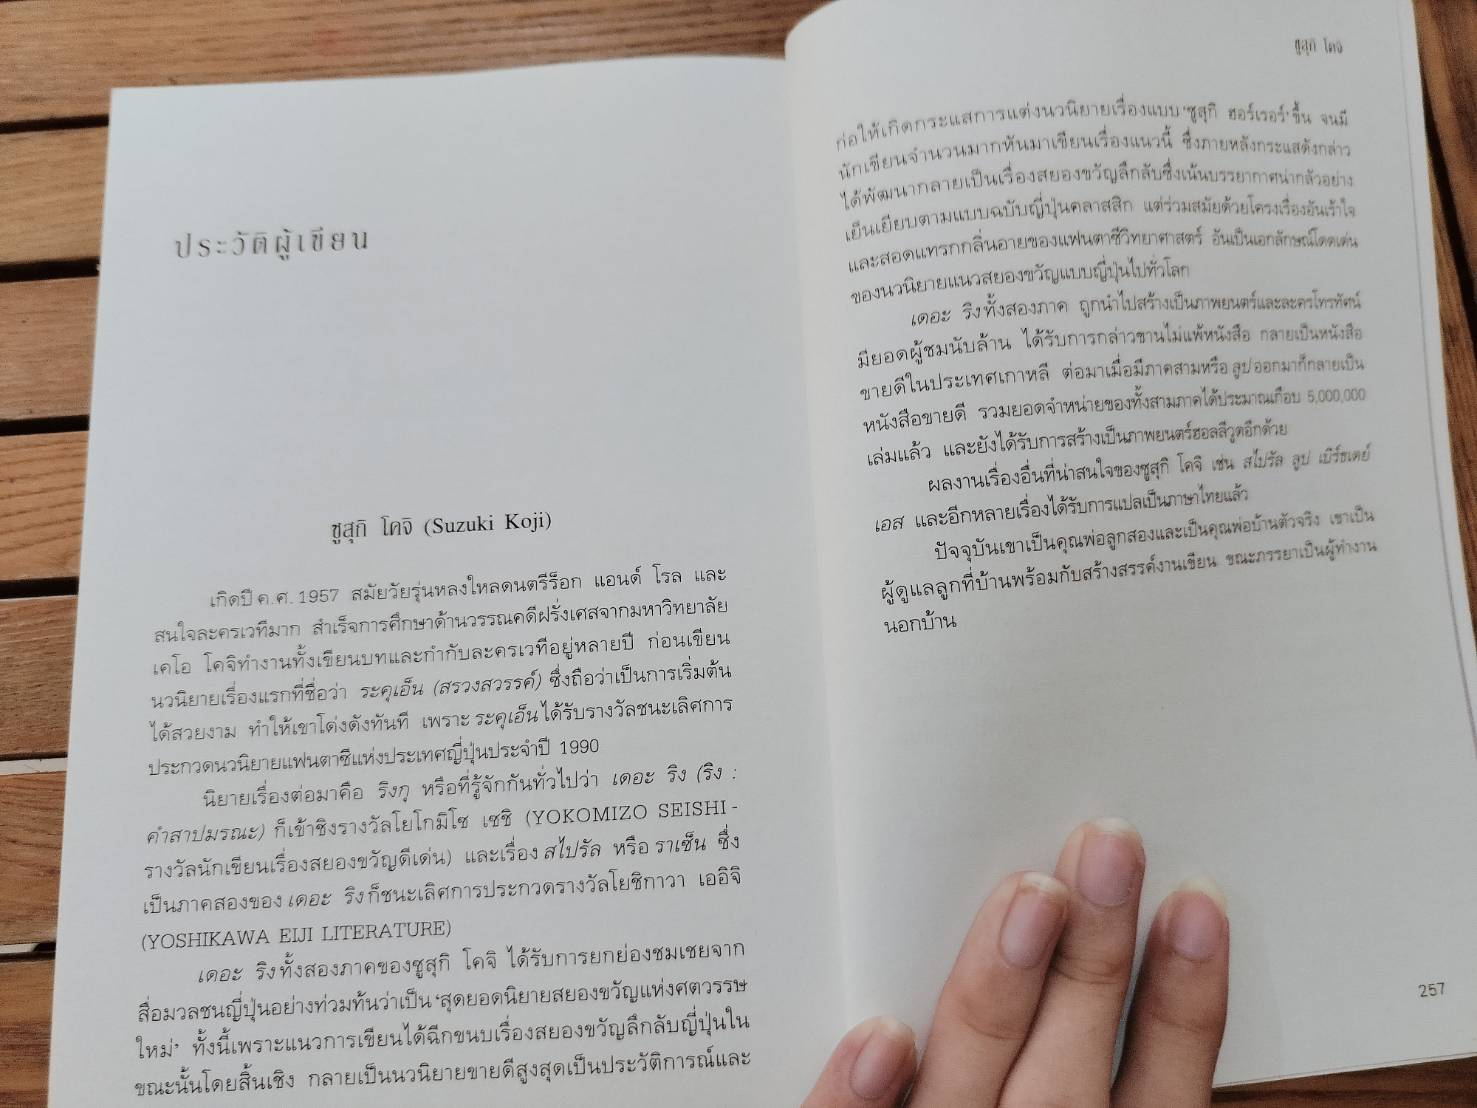 ประวัติผู้เขียน
ซูสุกิ โคจิ (Suzuki Koji)
เกิดปี ค.ศ. 1957 สมัยวัยรุ่นหลงใหลดนตรีร็อก แอนด์ โรล และ
สนใจละครเวทีมาก สำเร็จการศึกษาด้านวรรณคดีฝรั่งเศสจากมหาวิทยาลัย
เคโอ โคจิทำงานทั้งเขียนบทและกำกับละครเวทีอยู่หลายปี ก่อนเขียน
นวนิยายเรื่องแรกที่ชื่อว่า ระคุเอ็น (สรวงสวรรค์) ซึ่งถือว่าเป็นการเริ่มต้น
ได้สวยงาม ทำให้เขาโด่งดังทันที เพราะ ระคุเอ็น ได้รับรางวัลชนะเลิศการ
ประกวดนวนิยายแฟนตาซีแห่งประเทศญี่ปุ่นประจำปี 1990
นิยายเรื่องต่อมาคือ ริงกุ หรือที่รู้จักกันทั่วไปว่า เดอะ ริง (ริง :
คำสาปมรณะ) ก็เข้าชิงรางวัลโยโกมิโซ เซชิ (YOKOMIZO SEISHI -
รางวัลนักเขียนเรื่องสยองขวัญดีเด่น) และเรื่อง สไปรัล หรือ ราเซ็น ซึ่ง
เป็นภาคสองของ เดอะ ริง ก็ชนะเลิศการประกวดรางวัลโยชิกาวา เออิจิ
(YOSHIKAWA EIJI LITERATURE)
เดอะ ริง ทั้งสองภาคของซูสุกิ โคจิ ได้รับการยกย่องชมเชยจาก
สื่อมวลชนญี่ปุ่นอย่างท่วมท้นว่าเป็น ‘สุดยอดนิยายสยองขวัญแห่งศตวรรษ
ใหม่’ ทั้งนี้เพราะแนวการเขียนได้ฉีกขนบเรื่องสยองขวัญลึกลับญี่ปุ่นใน
ขณะนั้นโดยสิ้นเชิง กลายเป็นนวนิยายขายดีสูงสุดเป็นประวัติการณ์และ
ซูสุกิ โคจิ
ก่อให้เกิดกระแสการแต่งนวนิยายเรื่องแบบ ‘ซูสุกิ ฮอร์เรอร์’ ขึ้น จนมี
นักเขียนจำนวนมากหันมาเขียนเรื่องแนวนี้ ซึ่งภายหลังกระแสดังกล่าว
ได้พัฒนากลายเป็นเรื่องสยองขวัญลึกลับซึ่งเน้นบรรยากาศน่ากลัวอย่าง
เย็นเยียบตามแบบฉบับญี่ปุ่นคลาสสิก แต่ร่วมสมัยด้วยโครงเรื่องอันเร้าใจ
และสอดแทรกกลิ่นอายของแฟนตาซีวิทยาศาสตร์ อันเป็นเอกลักษณ์โดดเด่น
ของนวนิยายแนวสยองขวัญแบบญี่ปุ่นไปทั่วโลก
เดอะ ริง ทั้งสองภาค ถูกนำไปสร้างเป็นภาพยนตร์และละครโทรทัศน์
มียอดผู้ชมนับล้าน ได้รับการกล่าวขานไม่แพ้หนังสือ กลายเป็นหนังสือ
ขายดีในประเทศเกาหลี ต่อมาเมื่อมีภาคสามหรือ ลูป ออกมาก็กลายเป็น
หนังสือขายดี รวมยอดจำหน่ายของทั้งสามภาคได้ประมาณเกือบ 5,000,000
เล่มแล้ว และยังได้รับการสร้างเป็นภาพยนตร์ฮอลลีวูดอีกด้วย
ผลงานเรื่องอื่นที่น่าสนใจของซูสุกิ โคจิ เช่น สไปรัล ลูป เบิร์ธเดย์
เอส และอีกหลายเรื่องได้รับการแปลเป็นภาษาไทยแล้ว
ปัจจุบันเขาเป็นคุณพ่อลูกสองและเป็นคุณพ่อบ้านตัวจริง เขาเป็น
ผู้ดูแลลูกที่บ้านพร้อมกับสร้างสรรค์งานเขียน ขณะภรรยาเป็นผู้ทำงาน
นอกบ้าน
257